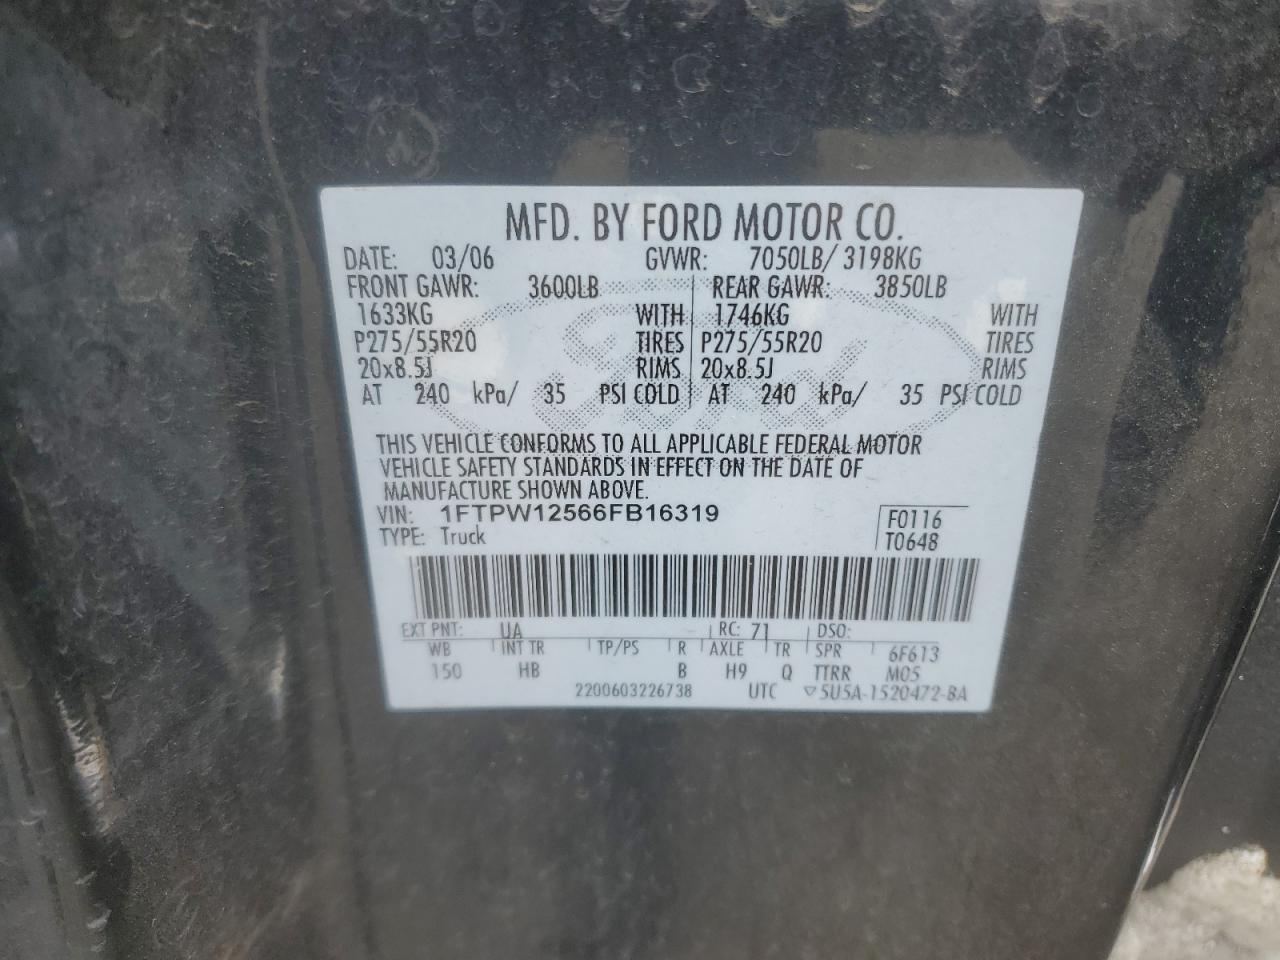 MFD. BY FORD MOTOR CO.
DATE: 03/06 GVWR: 7050LB/ 3198KG
FRONT GAWR: 3600LB REAR GAWR: 3850LB
1633KG WITH 1746KG WITH
P275/55R20 TIRES P275/55R20 TIRES
20x8.5J RIMS 20x8.5J RIMS
AT 240 kPa/ 35 PSI COLD AT 240 kPa/ 35 PSI COLD
THIS VEHICLE CONFORMS TO ALL APPLICABLE FEDERAL MOTOR
VEHICLE SAFETY STANDARDS IN EFFECT ON THE DATE OF
MANUFACTURE SHOWN ABOVE.
VIN: 1FTPW12566FB16319 F0116
TYPE: Truck T0648
EXT PNT: UA RC: 71 DSO:
WB INT TR TP/PS R AXLE TR SPR 6F613
150 HB B H9 Q TTRR M05
2200603226738 UTC ▽5U5A-1520472-BA